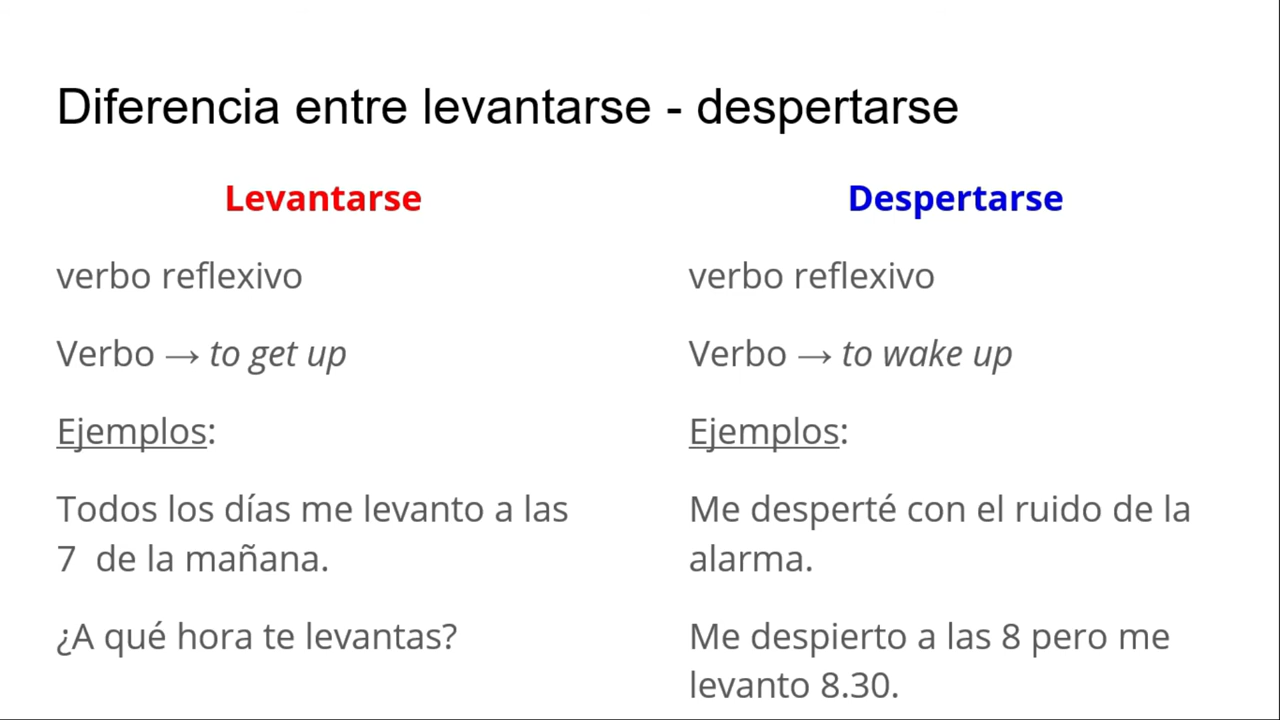 Diferencia entre levantarse - despertarse
Levantarse
verbo reflexivo
Verbo → to get up
Ejemplos:
Todos los días me levanto a las
7  de la mañana.
¿A qué hora te levantas?
Despertarse
verbo reflexivo
Verbo → to wake up
Ejemplos:
Me desperté con el ruido de la
alarma.
Me despierto a las 8 pero me
levanto 8.30.